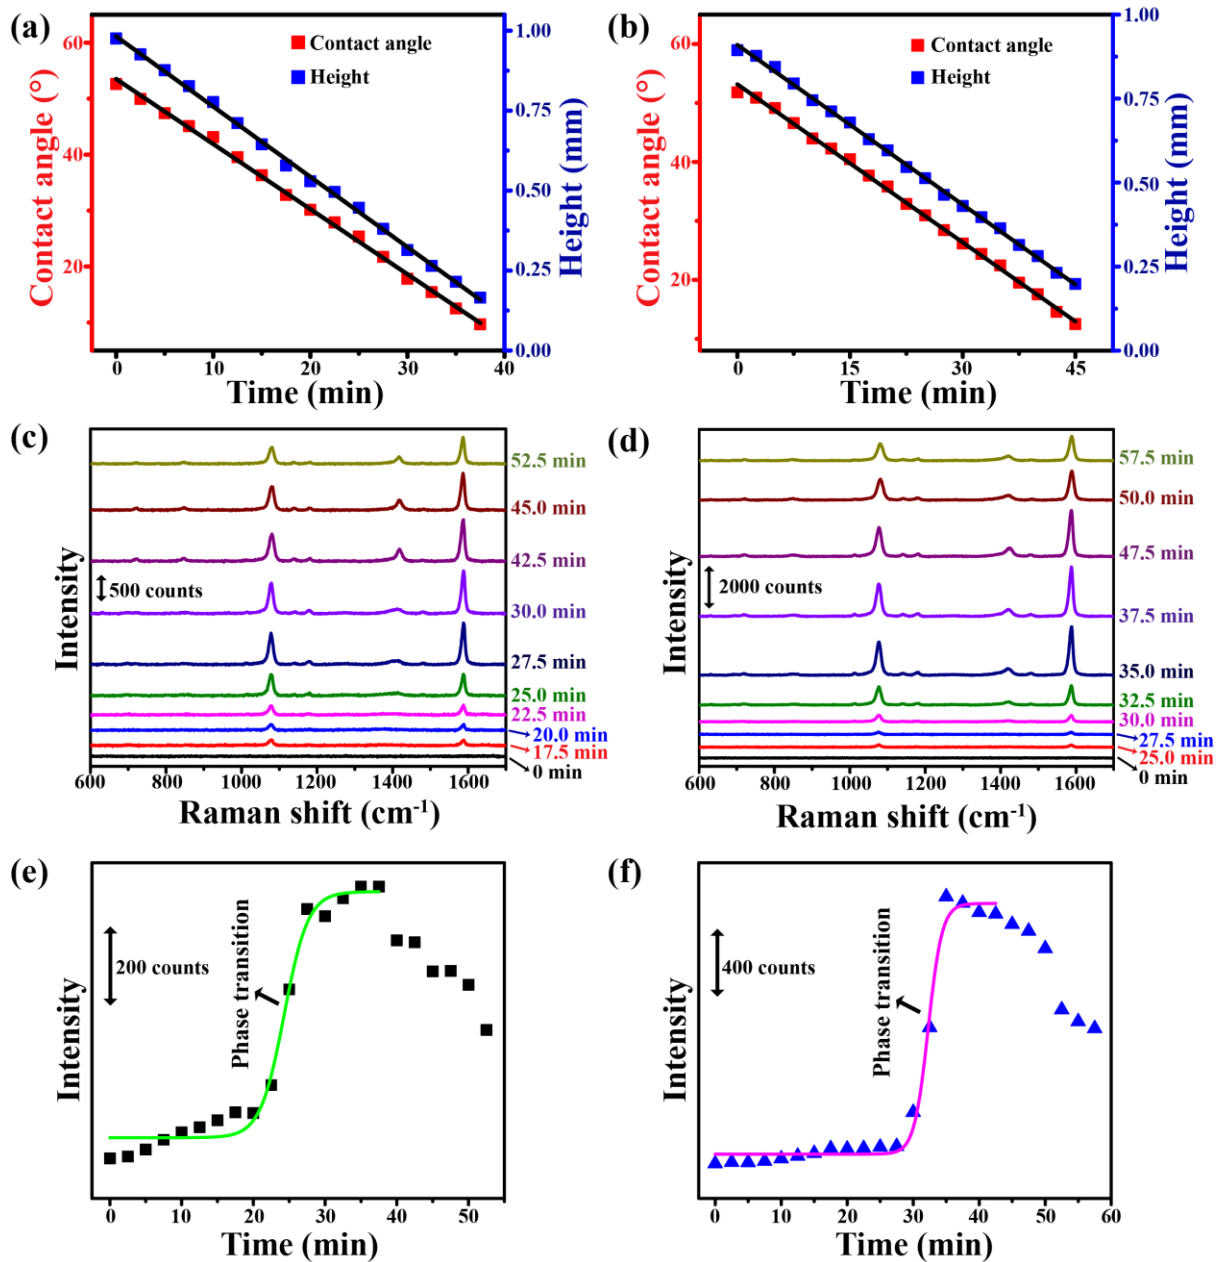 (a)
60
40
20
Contact angle (°)
Contact angle
Height
1.00
0.75
0.50
0.25
0.00
Height (mm)
0 10 20 30 40
Time (min)
(b)
60
40
20
Contact angle (°)
Contact angle
Height
1.00
0.75
0.50
0.25
0.00
Height (mm)
0 15 30 45
Time (min)
(c)
Intensity
500 counts
52.5 min
45.0 min
42.5 min
30.0 min
27.5 min
25.0 min
22.5 min
20.0 min
17.5 min
0 min
600 800 1000 1200 1400 1600
Raman shift (cm⁻¹)
(d)
Intensity
2000 counts
57.5 min
50.0 min
47.5 min
37.5 min
35.0 min
32.5 min
30.0 min
27.5 min
25.0 min
0 min
600 800 1000 1200 1400 1600
Raman shift (cm⁻¹)
(e)
Intensity
200 counts
Phase transition
0 10 20 30 40 50
Time (min)
(f)
Intensity
400 counts
Phase transition
0 10 20 30 40 50 60
Time (min)